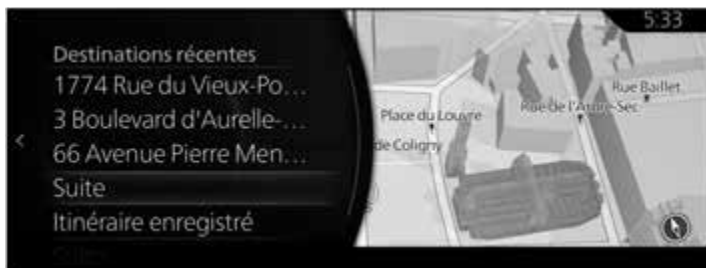 5:33
Destinations récentes
1774 Rue du Vieux-Po...
3 Boulevard d'Aurelle-...
66 Avenue Pierre Men...
Suite
Itinéraire enregistré
Rue Baillet
Place du Louvre
Rue de l'Arbre-Sec
de Coligny